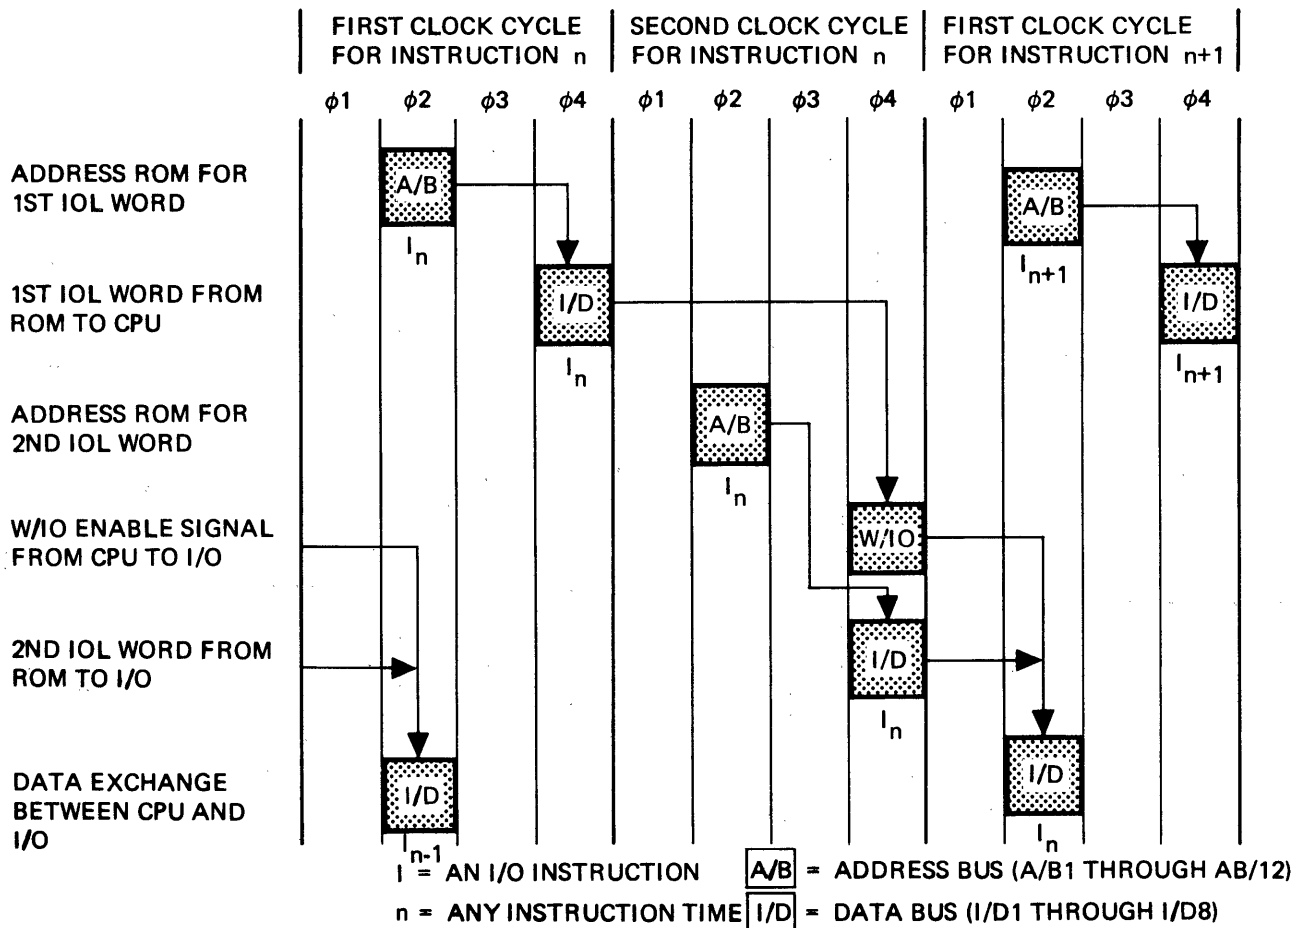 FIRST CLOCK CYCLE FOR INSTRUCTION n
SECOND CLOCK CYCLE FOR INSTRUCTION n
FIRST CLOCK CYCLE FOR INSTRUCTION n+1
ϕ1 ϕ2 ϕ3 ϕ4 ϕ1 ϕ2 ϕ3 ϕ4 ϕ1 ϕ2 ϕ3 ϕ4
ADDRESS ROM FOR
1ST IOL WORD
A/B
In
A/B
In+1
1ST IOL WORD FROM
ROM TO CPU
I/D
In
I/D
In+1
ADDRESS ROM FOR
2ND IOL WORD
A/B
In
W/IO ENABLE SIGNAL
FROM CPU TO I/O
W/IO
2ND IOL WORD FROM
ROM TO I/O
I/D
In
DATA EXCHANGE
BETWEEN CPU AND
I/O
I/D
In-1
I/D
In
I = AN I/O INSTRUCTION
A/B = ADDRESS BUS (A/B1 THROUGH AB/12)
n = ANY INSTRUCTION TIME
I/D = DATA BUS (I/D1 THROUGH I/D8)